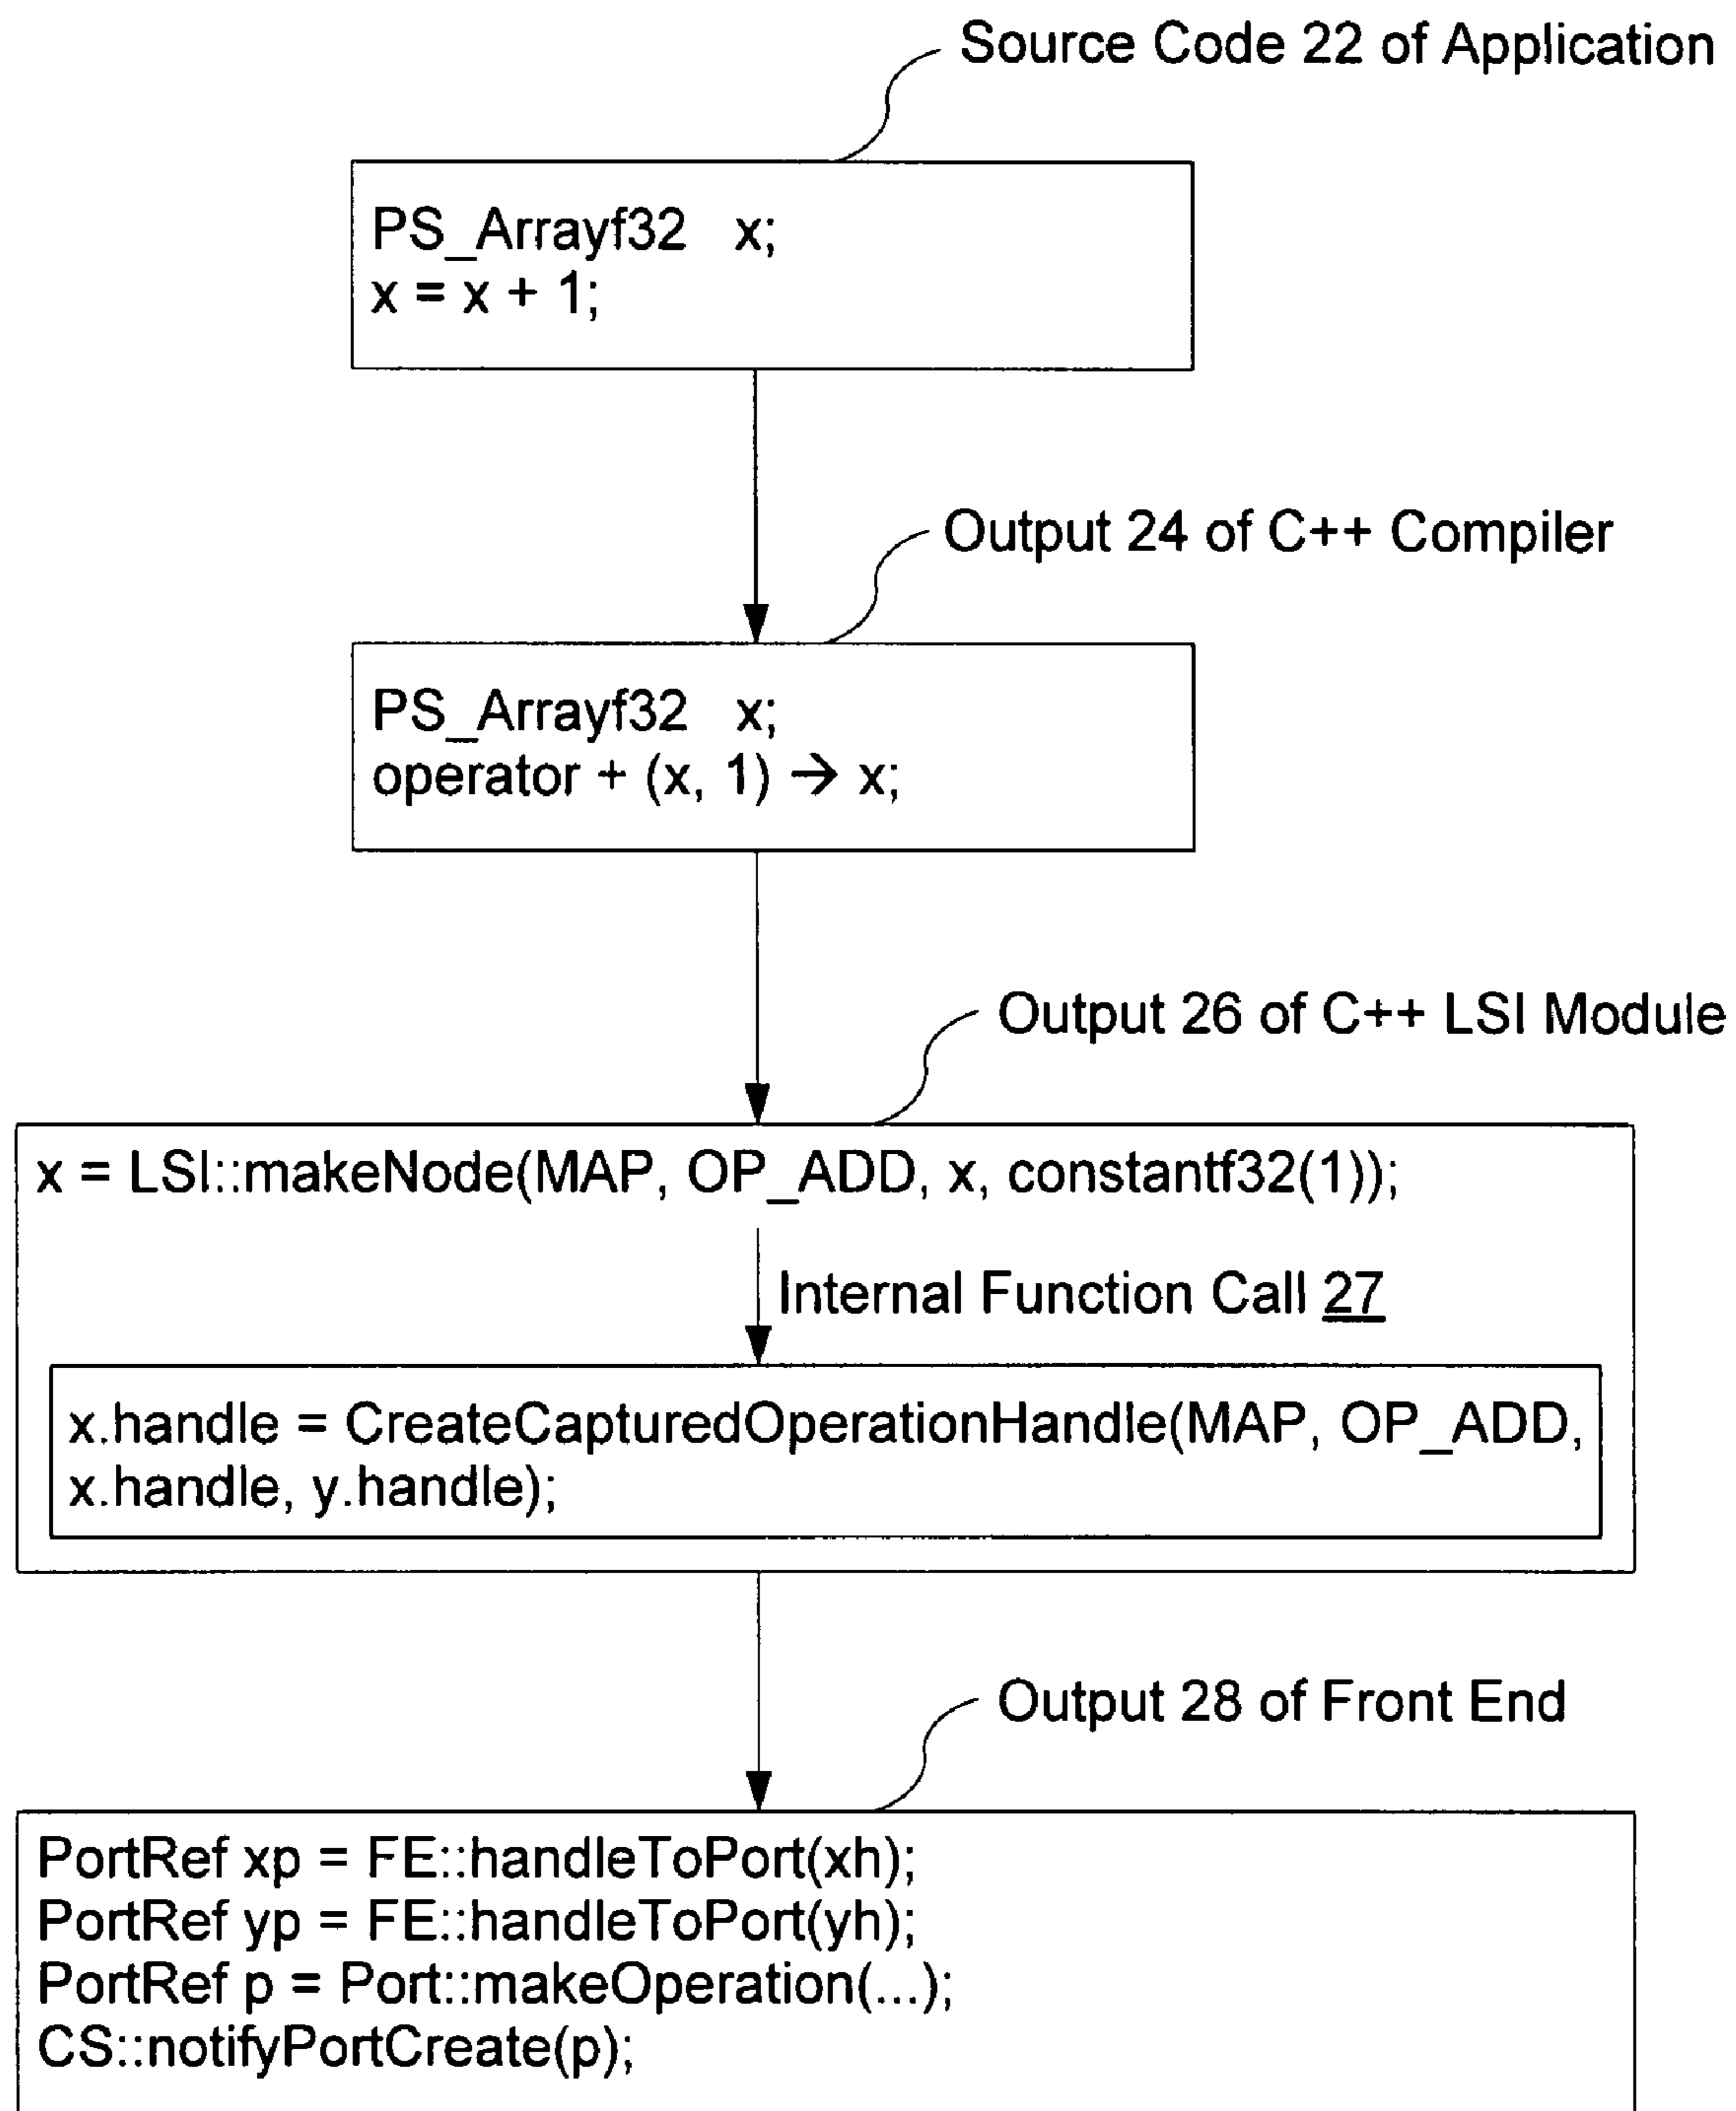 Source Code 22 of Application
PS_Arrayf32 x;
x = x + 1;
Output 24 of C++ Compiler
PS_Arrayf32 x;
operator + (x, 1) → x;
Output 26 of C++ LSI Module
x = LSI::makeNode(MAP, OP_ADD, x, constantf32(1));
Internal Function Call 27
x.handle = CreateCapturedOperationHandle(MAP, OP_ADD,
x.handle, y.handle);
Output 28 of Front End
PortRef xp = FE::handleToPort(xh);
PortRef yp = FE::handleToPort(yh);
PortRef p = Port::makeOperation(...);
CS::notifyPortCreate(p);